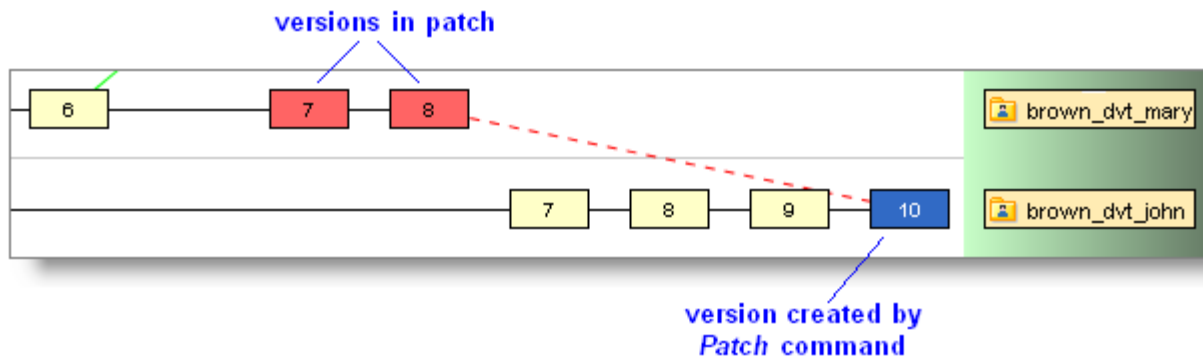 versions in patch
6 7 8 brown_dvt_mary
7 8 9 10 brown_dvt_john
version created by
Patch command